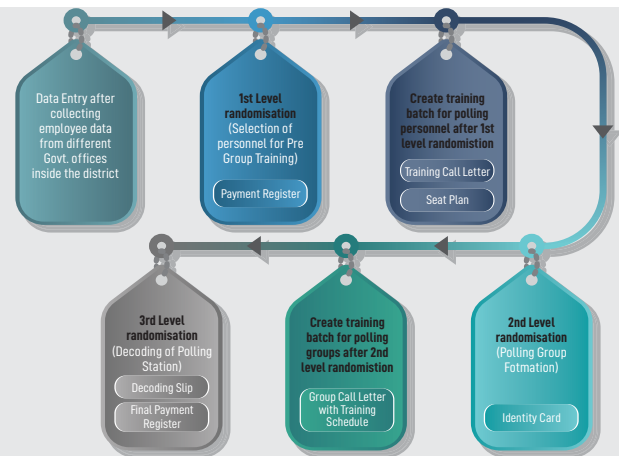 Data Entry after
collecting
employee data
from different
Govt. offices
inside the district
1st Level
randomisation
(Selection of
personnel for Pre
Group Training)
Payment Register
Create training
batch for polling
personnel after 1st
level randomistion
Training Call Letter
Seat Plan
2nd Level
randomisation
(Polling Group
Fotmation)
Identity Card
Create training
batch for polling
groups after 2nd
level randomistion
Group Call Letter
with Training
Schedule
3rd Level
randomisation
(Decoding of Polling
Station)
Decoding Slip
Final Payment
Register